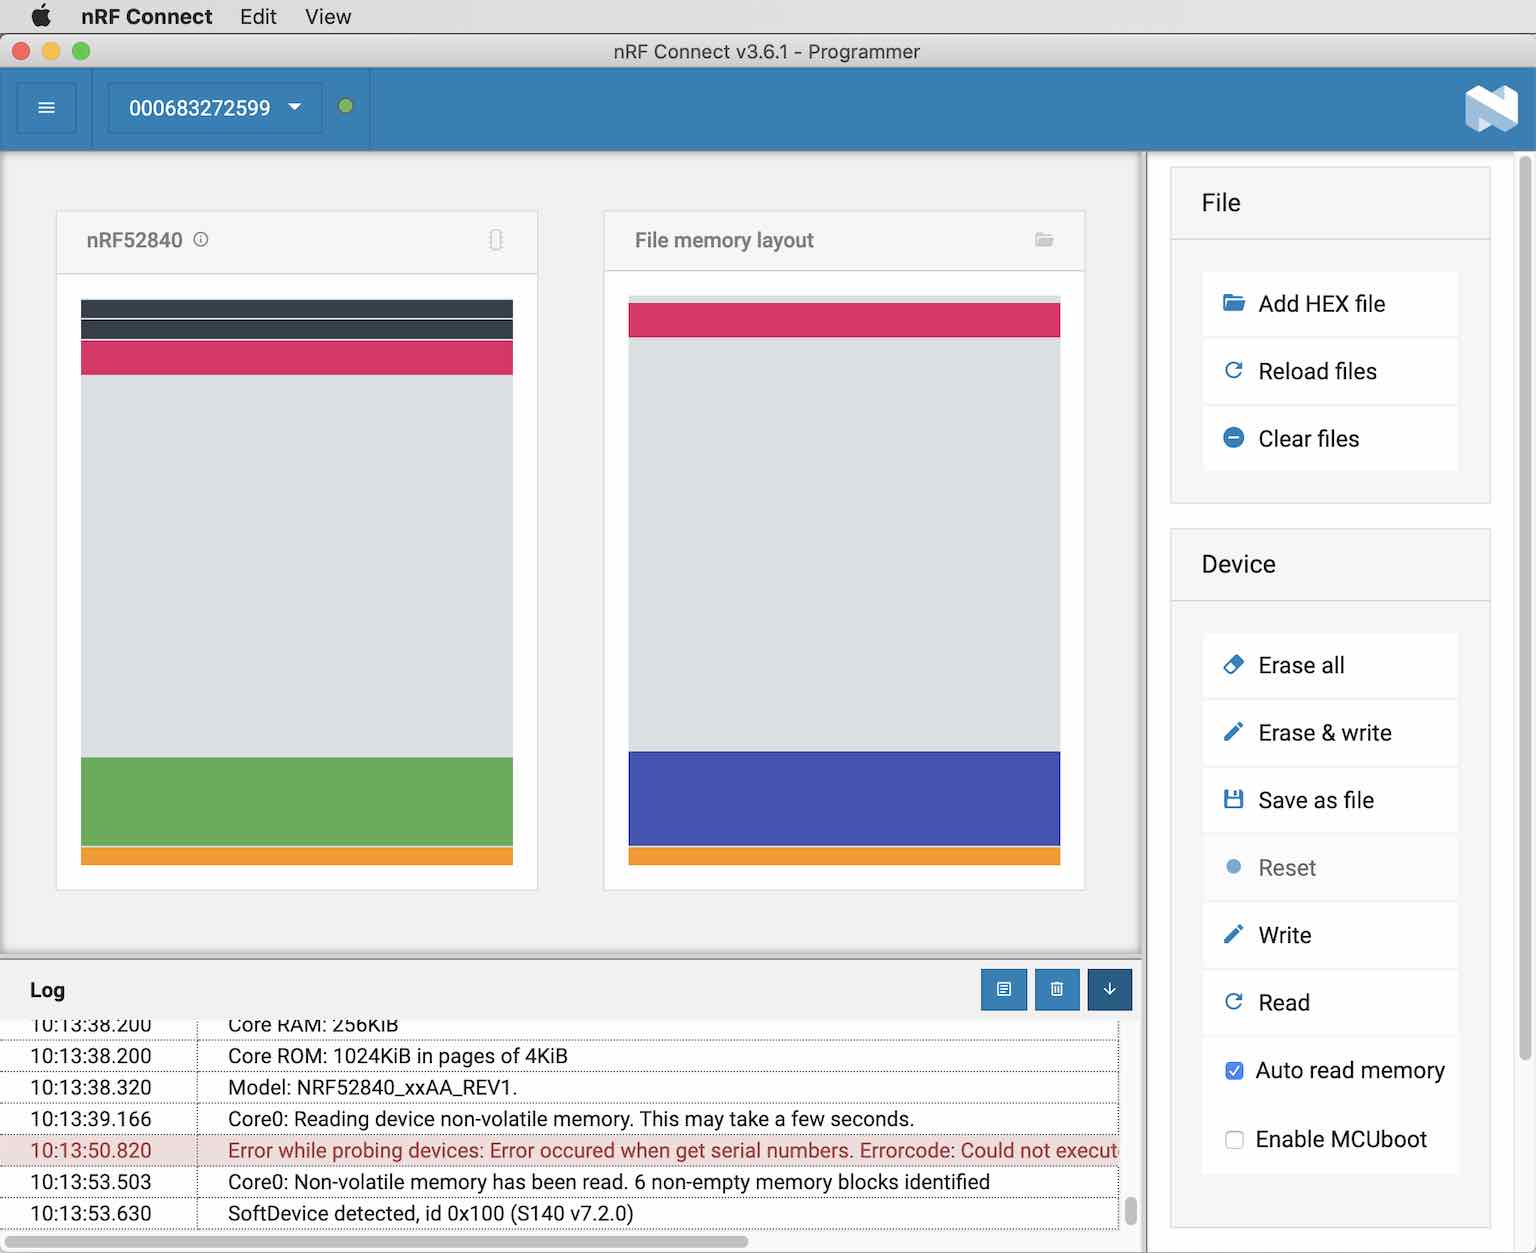 nRF Connect Edit View
nRF Connect v3.6.1 - Programmer
000683272599
nRF52840
File memory layout
File
Add HEX file
Reload files
Clear files
Device
Erase all
Erase & write
Save as file
Reset
Write
Read
Auto read memory
Enable MCUboot
Log
10:13:38.200 Core RAM: 256KiB
10:13:38.200 Core ROM: 1024KiB in pages of 4KiB
10:13:38.320 Model: NRF52840_xxAA_REV1.
10:13:39.166 Core0: Reading device non-volatile memory. This may take a few seconds.
10:13:50.820 Error while probing devices: Error occured when get serial numbers. Errorcode: Could not execut
10:13:53.503 Core0: Non-volatile memory has been read. 6 non-empty memory blocks identified
10:13:53.630 SoftDevice detected, id 0x100 (S140 v7.2.0)